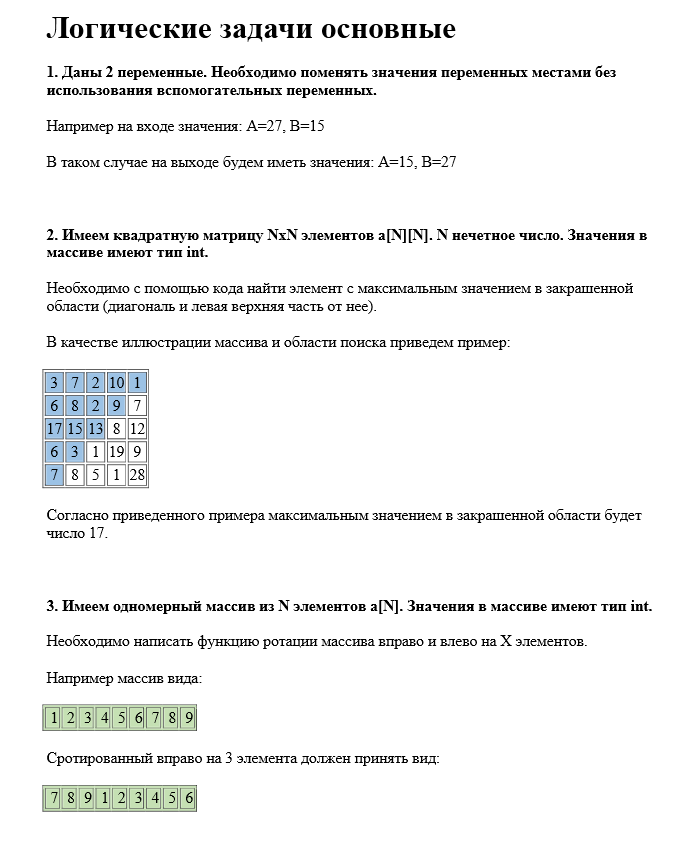 Логические задачи основные
1. Даны 2 переменные. Необходимо поменять значения переменных местами без
использования вспомогательных переменных.
Например на входе значения: A=27, B=15
В таком случае на выходе будем иметь значения: A=15, B=27
2. Имеем квадратную матрицу NxN элементов a[N][N]. N нечетное число. Значения в
массиве имеют тип int.
Необходимо с помощью кода найти элемент с максимальным значением в закрашенной
области (диагональ и левая верхняя часть от нее).
В качестве иллюстрации массива и области поиска приведем пример:
3 7 2 10 1
6 8 2 9 7
17 15 13 8 12
6 3 1 19 9
7 8 5 1 28
Согласно приведенного примера максимальным значением в закрашенной области будет
число 17.
3. Имеем одномерный массив из N элементов a[N]. Значения в массиве имеют тип int.
Необходимо написать функцию ротации массива вправо и влево на X элементов.
Например массив вида:
1 2 3 4 5 6 7 8 9
Сротированный вправо на 3 элемента должен принять вид:
7 8 9 1 2 3 4 5 6